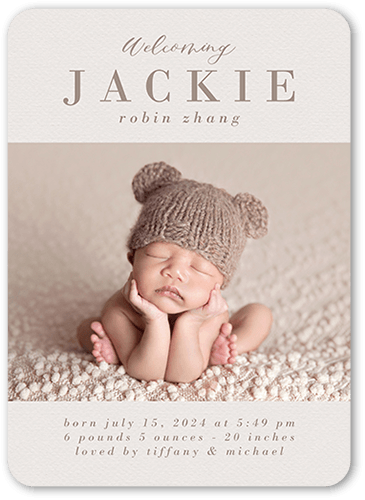 Welcoming
JACKIE
robin zhang
born july 15, 2024 at 5:49 pm
6 pounds 5 ounces - 20 inches
loved by tiffany & michael